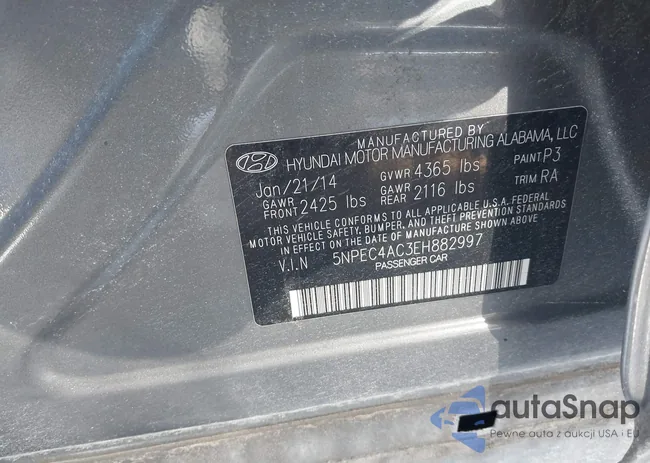 MANUFACTURED BY
HYUNDAI MOTOR MANUFACTURING ALABAMA, LLC
Jan/21/14 GVWR 4365 lbs PAINT P3
GAWR FRONT 2425 lbs GAWR REAR 2116 lbs TRIM RA
THIS VEHICLE CONFORMS TO ALL APPLICABLE U.S.A. FEDERAL
MOTOR VEHICLE SAFETY, BUMPER, AND THEFT PREVENTION STANDARDS
IN EFFECT ON THE DATE OF MANUFACTURE SHOWN ABOVE
V.I.N 5NPEC4AC3EH882997
PASSENGER CAR
autaSnap
Pewne auta z aukcji USA i EU